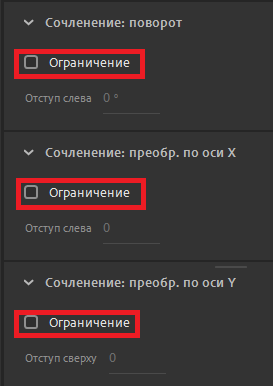 Сочленение: поворот
Ограничение
Отступ слева 0 °
Сочленение: преобр. по оси X
Ограничение
Отступ слева 0
Сочленение: преобр. по оси Y
Ограничение
Отступ сверху 0